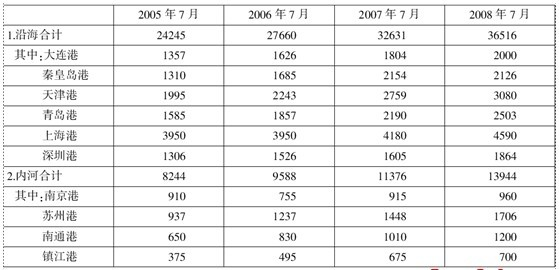 2005年7月 2006年7月 2007年7月 2008年7月
1.沿海合计 24245 27660 32631 36516
其中:大连港 1357 1626 1804 2000
秦皇岛港 1310 1685 2154 2126
天津港 1995 2243 2759 3080
青岛港 1585 1857 2190 2503
上海港 3950 3950 4180 4590
深圳港 1306 1526 1605 1864
2.内河合计 8244 9588 11376 13944
其中:南京港 910 755 915 960
苏州港 937 1237 1448 1706
南通港 650 830 1010 1200
镇江港 375 495 675 700